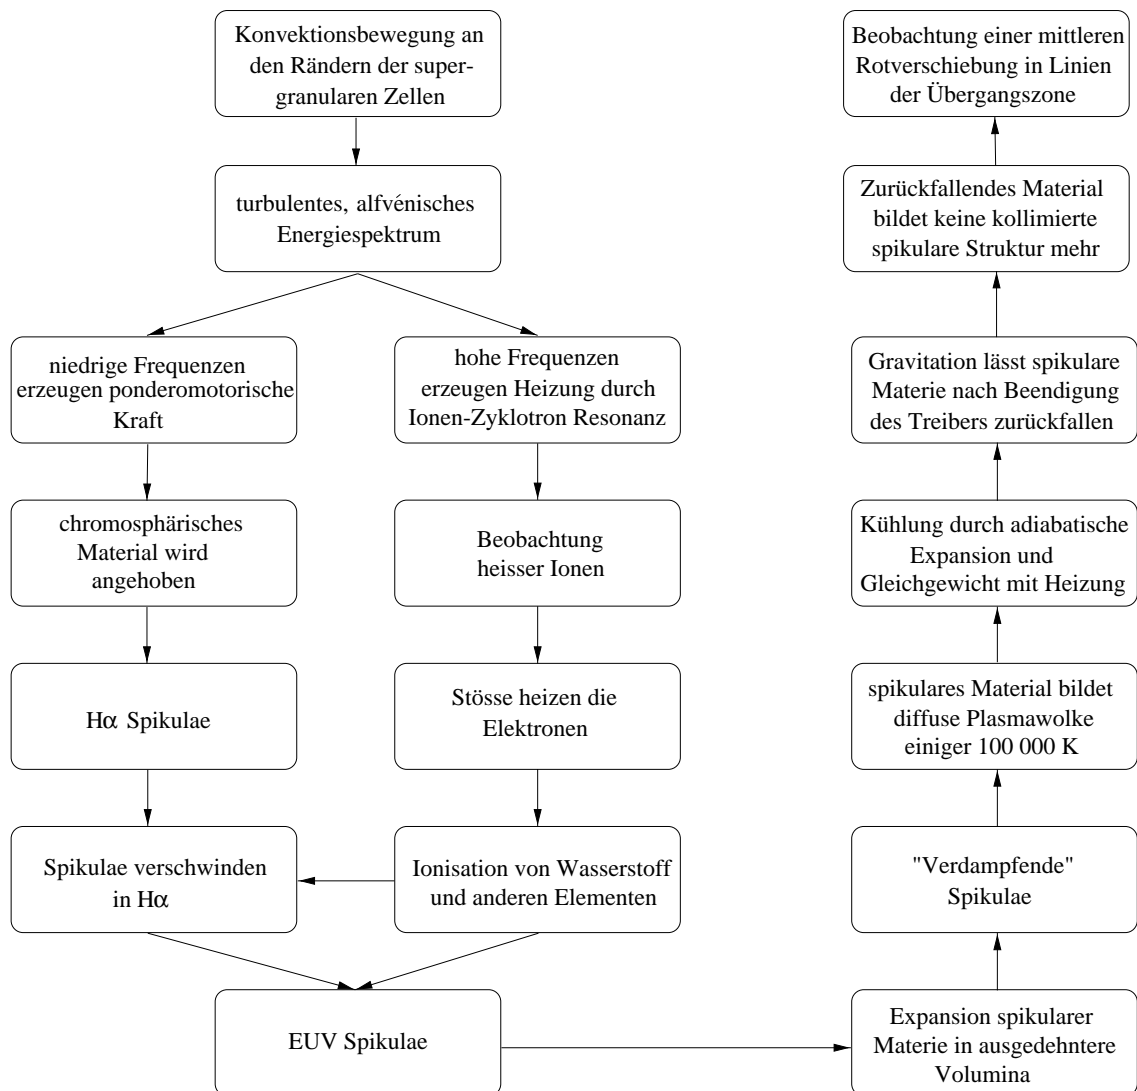 Konvektionsbewegung an
den Rändern der super-
granularen Zellen
turbulentes, alfvénisches
Energiespektrum
niedrige Frequenzen
erzeugen ponderomotorische
Kraft
hohe Frequenzen
erzeugen Heizung durch
Ionen-Zyklotron Resonanz
chromosphärisches
Material wird
angehoben
Beobachtung
heisser Ionen
Hα Spikulae
Stösse heizen die
Elektronen
Spikulae verschwinden
in Hα
Ionisation von Wasserstoff
und anderen Elementen
EUV Spikulae
Expansion spikularer
Materie in ausgedehntere
Volumina
"Verdampfende"
Spikulae
spikulares Material bildet
diffuse Plasmawolke
einiger 100 000 K
Kühlung durch adiabatische
Expansion und
Gleichgewicht mit Heizung
Gravitation lässt spikulare
Materie nach Beendigung
des Treibers zurückfallen
Zurückfallendes Material
bildet keine kollimierte
spikulare Struktur mehr
Beobachtung einer mittleren
Rotverschiebung in Linien
der Übergangszone